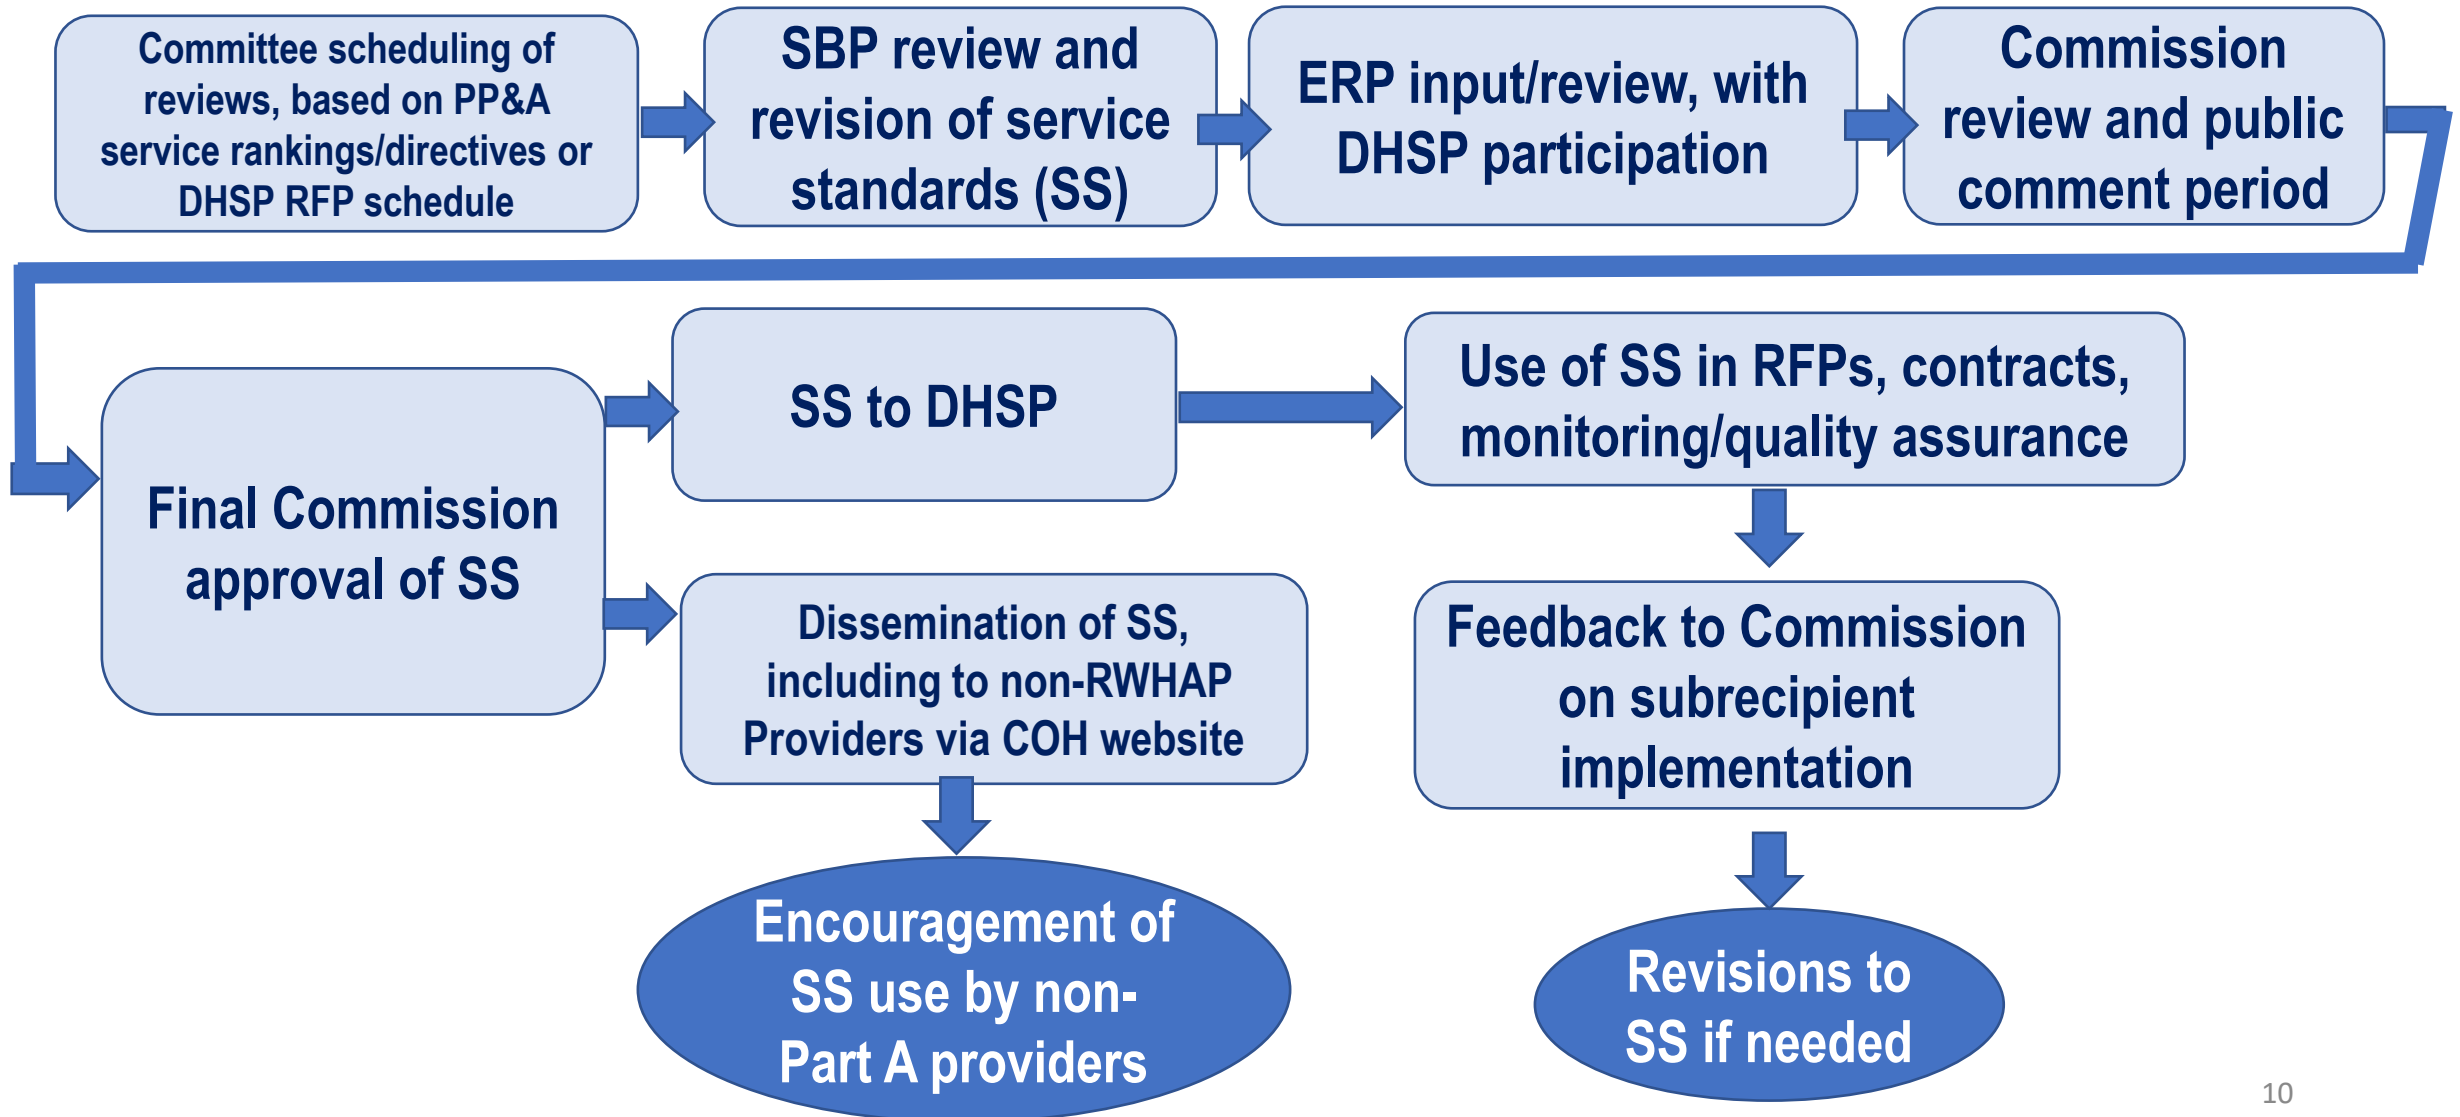 Committee scheduling of
reviews, based on PP&A
service rankings/directives or
DHSP RFP schedule
SBP review and
revision of service
standards (SS)
ERP input/review, with
DHSP participation
Commission
review and public
comment period
Final Commission
approval of SS
SS to DHSP
Use of SS in RFPs, contracts,
monitoring/quality assurance
Dissemination of SS,
including to non-RWHAP
Providers via COH website
Feedback to Commission
on subrecipient
implementation
Encouragement of
SS use by non-
Part A providers
Revisions to
SS if needed
10